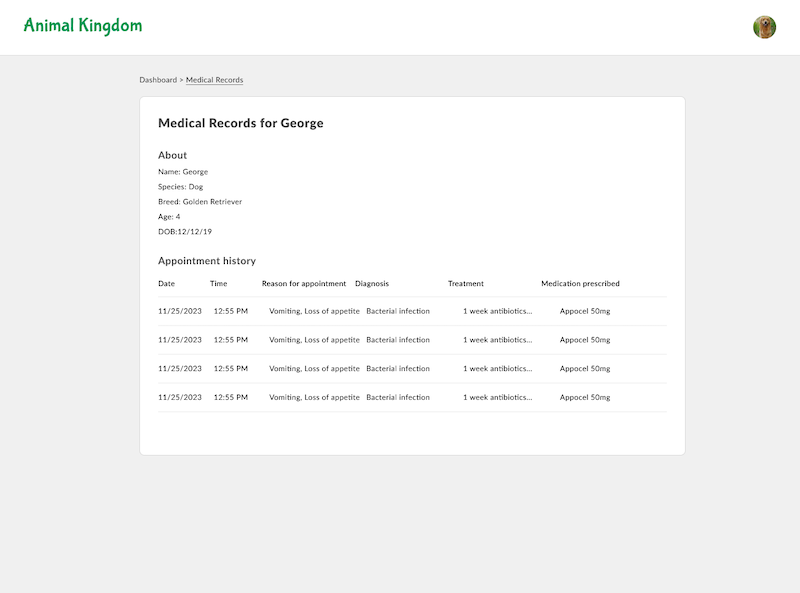 Animal Kingdom
Dashboard > Medical Records
Medical Records for George
About
Name: George
Species: Dog
Breed: Golden Retriever
Age: 4
DOB:12/12/19
Appointment history
Date Time Reason for appointment Diagnosis Treatment Medication prescribed
11/25/2023 12:55 PM Vomiting, Loss of appetite Bacterial infection 1 week antibiotics... Appocel 50mg
11/25/2023 12:55 PM Vomiting, Loss of appetite Bacterial infection 1 week antibiotics... Appocel 50mg
11/25/2023 12:55 PM Vomiting, Loss of appetite Bacterial infection 1 week antibiotics... Appocel 50mg
11/25/2023 12:55 PM Vomiting, Loss of appetite Bacterial infection 1 week antibiotics... Appocel 50mg